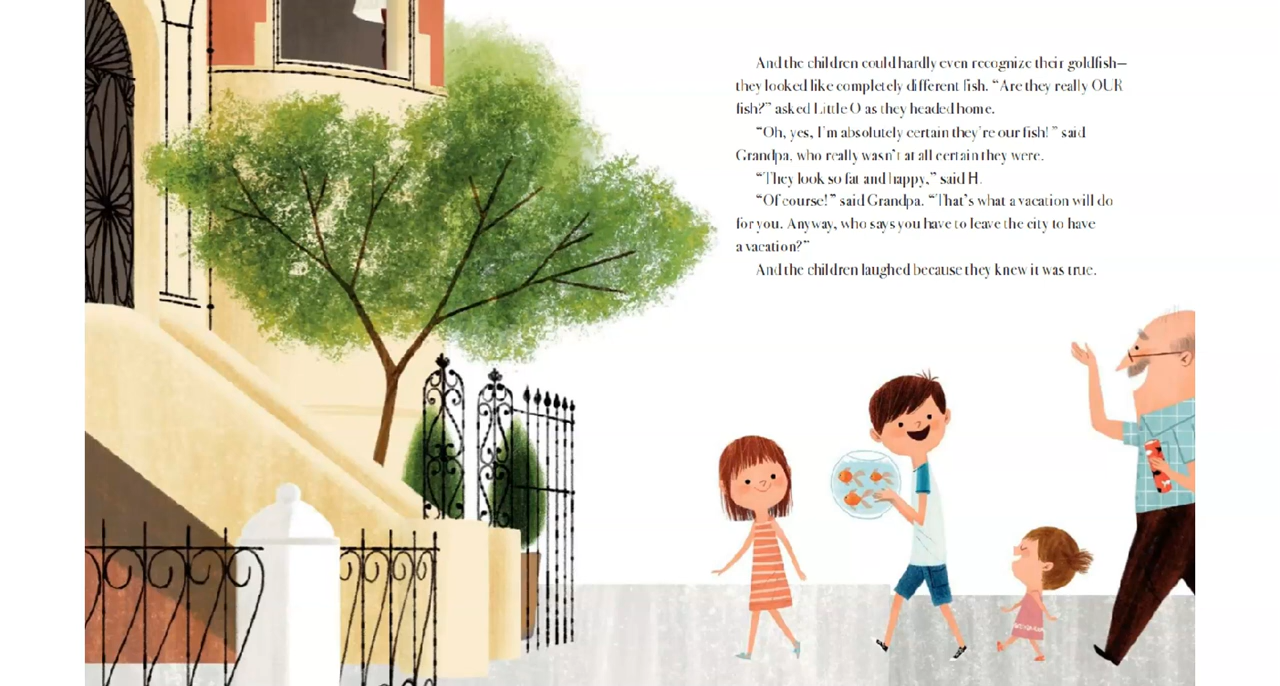 And the children could hardly even recognize their goldfish—
they looked like completely different fish. “Are they really OUR
fish?” asked Little O as they headed home.
“Oh, yes, I’m absolutely certain they’re our fish! ” said
Grandpa, who really wasn’t at all certain they were.
“They look so fat and happy,” said H.
“Of course!” said Grandpa. “That’s what a vacation will do
for you. Anyway, who says you have to leave the city to have
a vacation?”
And the children laughed because they knew it was true.